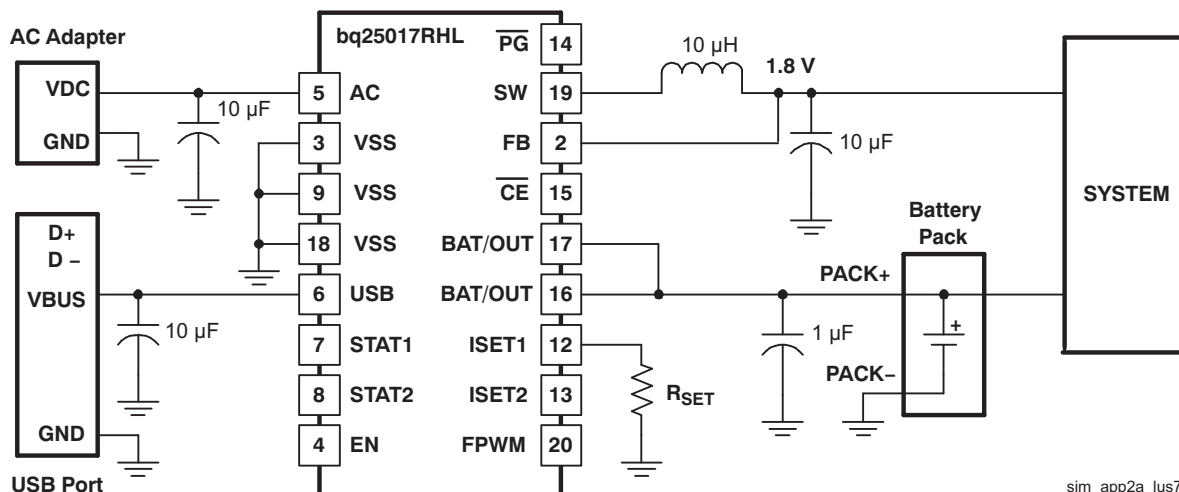 AC Adapter
VDC
GND
10 µF
D+
D −
VBUS
GND
USB Port
10 µF
bq25017RHL
5 AC
3 VSS
9 VSS
18 VSS
6 USB
7 STAT1
8 STAT2
4 EN
PG 14
SW 19
FB 2
CE 15
BAT/OUT 17
BAT/OUT 16
ISET1 12
ISET2 13
FPWM 20
10 µH
1.8 V
10 µF
RSET
1 µF
Battery
Pack
PACK+
+
PACK−
SYSTEM